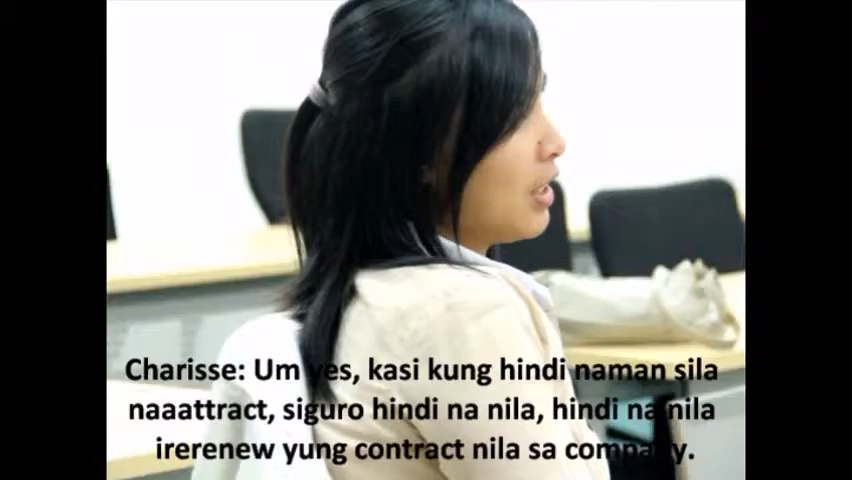 Charisse: Um yes, kasi kung hindi naman sila
naaattract, siguro hindi na nila, hindi na nila
irerenew yung contract nila sa company.